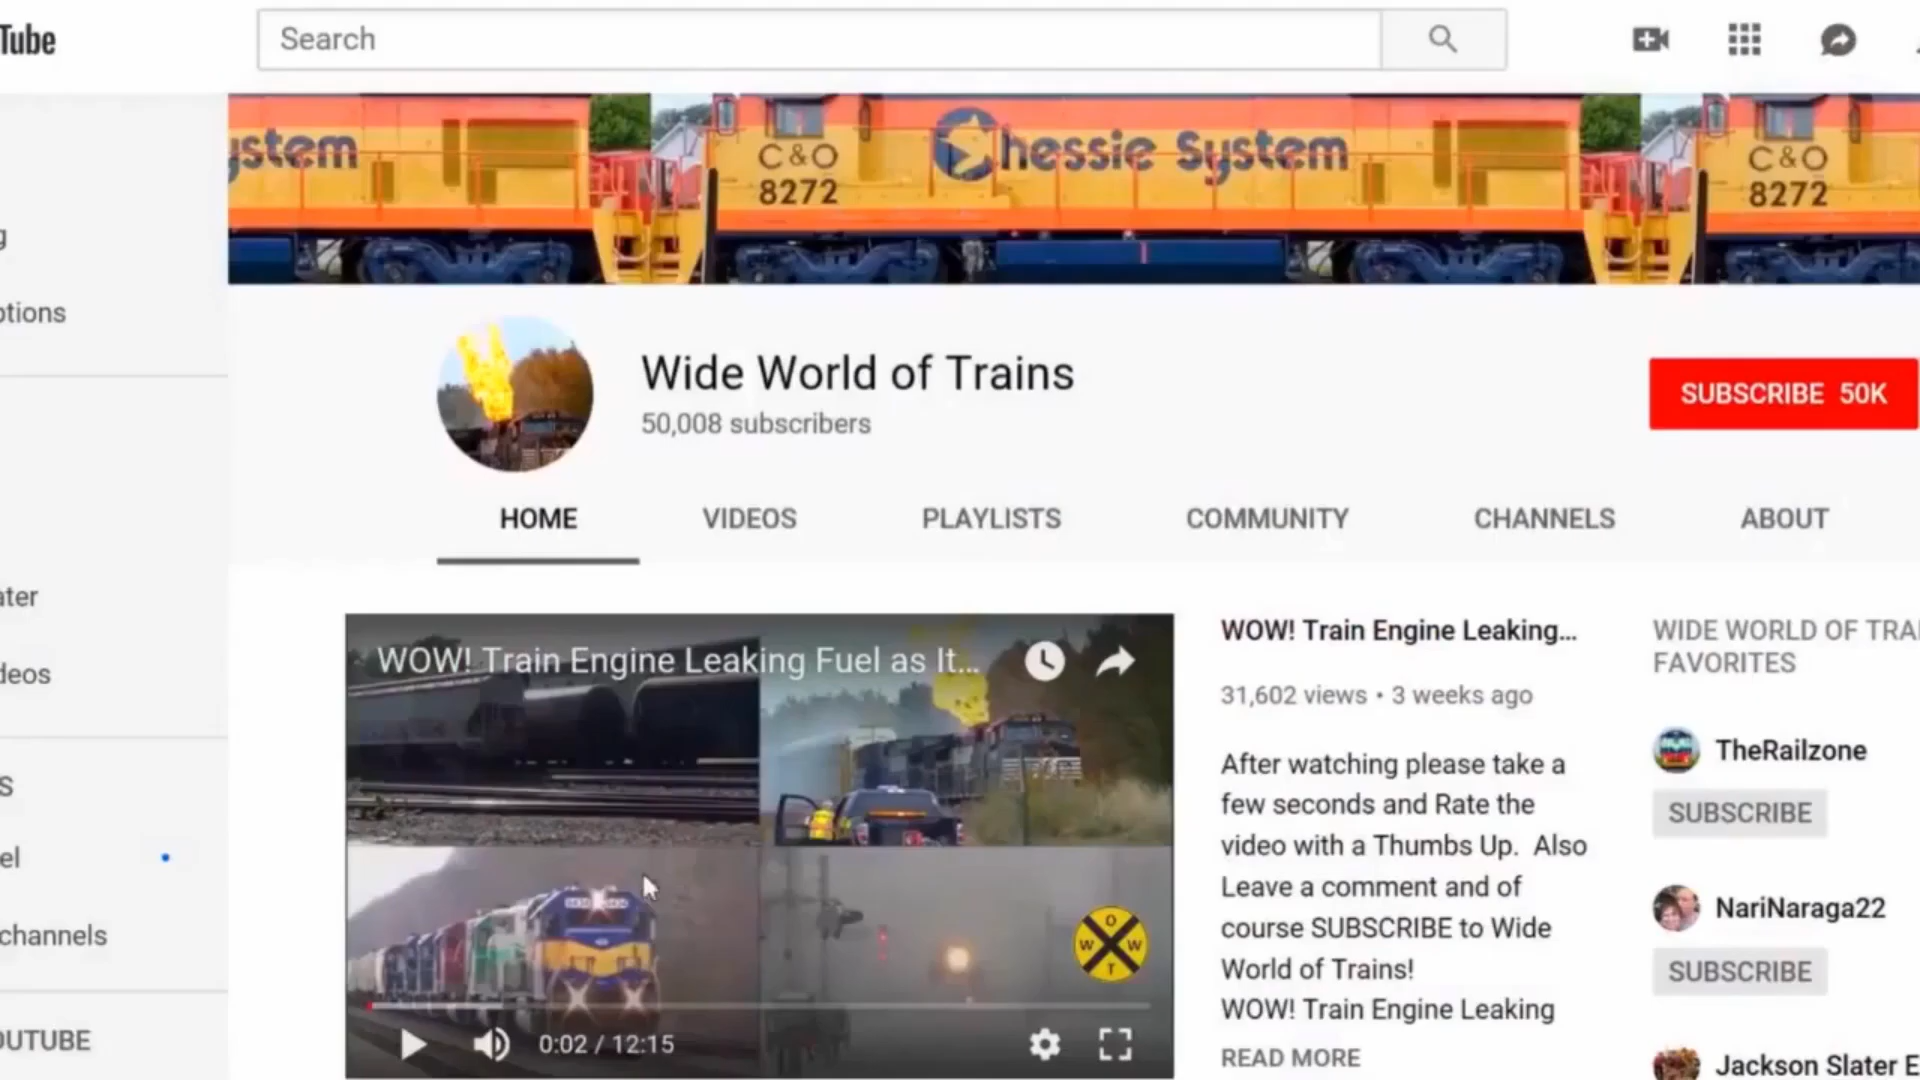 Tube
Search
ystem
C&O
8272
Chessie System
C&O
8272
g
ptions
Wide World of Trains
50,008 subscribers
SUBSCRIBE 50K
HOME
VIDEOS
PLAYLISTS
COMMUNITY
CHANNELS
ABOUT
ater
deos
S
el
channels
OUTUBE
WOW! Train Engine Leaking Fuel as It...
O
W W
T
0:02 / 12:15
WOW! Train Engine Leaking...
31,602 views • 3 weeks ago
After watching please take a
few seconds and Rate the
video with a Thumbs Up. Also
Leave a comment and of
course SUBSCRIBE to Wide
World of Trains!
WOW! Train Engine Leaking
READ MORE
WIDE WORLD OF TRA
FAVORITES
TheRailzone
SUBSCRIBE
NariNaraga22
SUBSCRIBE
Jackson Slater E